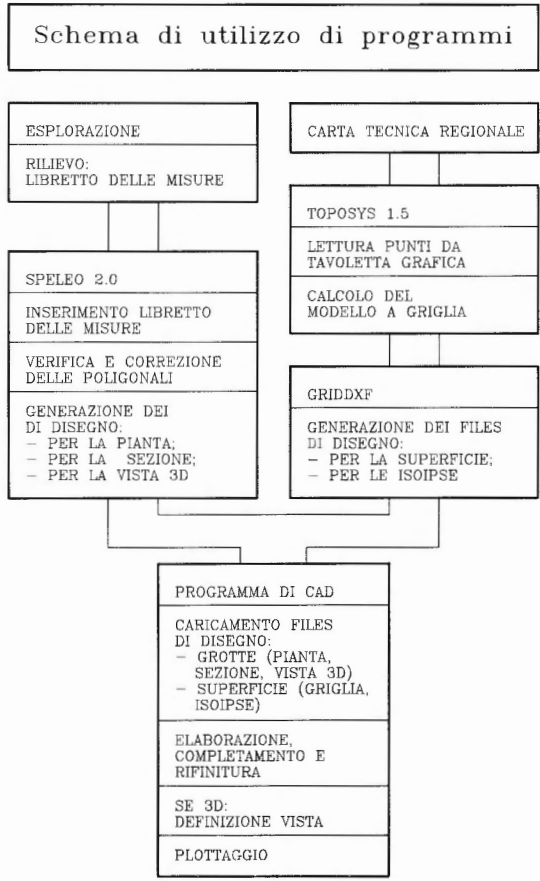 Schema di utilizzo di programmi
ESPLORAZIONE
RILIEVO:
LIBRETTO DELLE MISURE
SPELEO 2.0
INSERIMENTO LIBRETTO
DELLE MISURE
VERIFICA E CORREZIONE
DELLE POLIGONALI
GENERAZIONE DEI
DI DISEGNO:
– PER LA PIANTA;
– PER LA SEZIONE;
– PER LA VISTA 3D
CARTA TECNICA REGIONALE
TOPOSYS 1.5
LETTURA PUNTI DA
TAVOLETTA GRAFICA
CALCOLO DEL
MODELLO A GRIGLIA
GRIDDXF
GENERAZIONE DEI FILES
DI DISEGNO:
– PER LA SUPERFICIE;
– PER LE ISOIPSE
PROGRAMMA DI CAD
CARICAMENTO FILES
DI DISEGNO:
– GROTTE (PIANTA,
SEZIONE, VISTA 3D)
– SUPERFICIE (GRIGLIA,
ISOIPSE)
ELABORAZIONE,
COMPLETAMENTO E
RIFINITURA
SE 3D:
DEFINIZIONE VISTA
PLOTTAGGIO